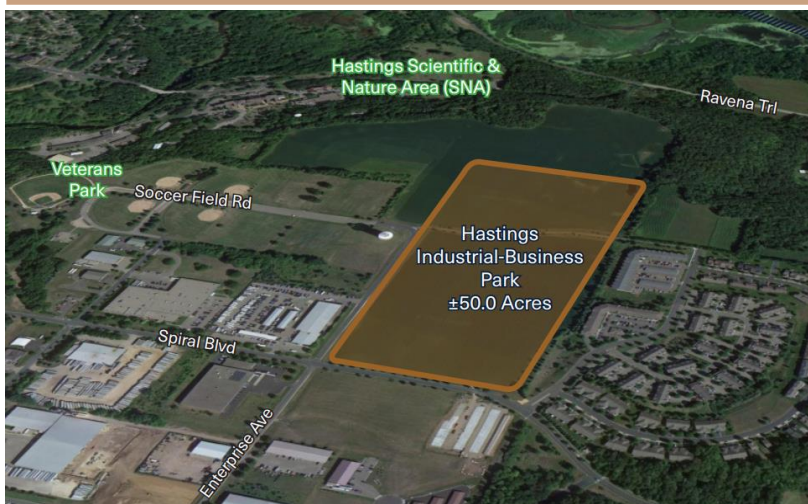 Hastings Scientific &
Nature Area (SNA)
Ravena Trl
Veterans
Park
Soccer Field Rd
Hastings
Industrial-Business
Park
±50.0 Acres
Spiral Blvd
Enterprise Ave